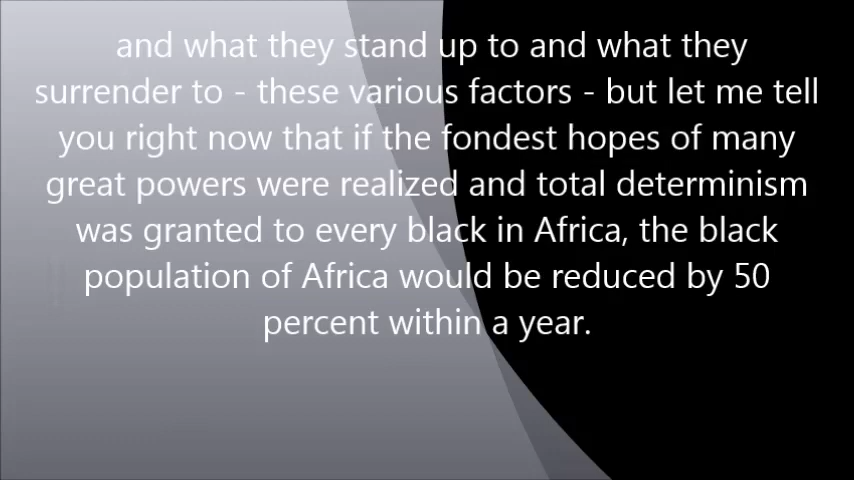 and what they stand up to and what they
surrender to - these various factors - but let me tell
you right now that if the fondest hopes of many
great powers were realized and total determinism
was granted to every black in Africa, the black
population of Africa would be reduced by 50
percent within a year.